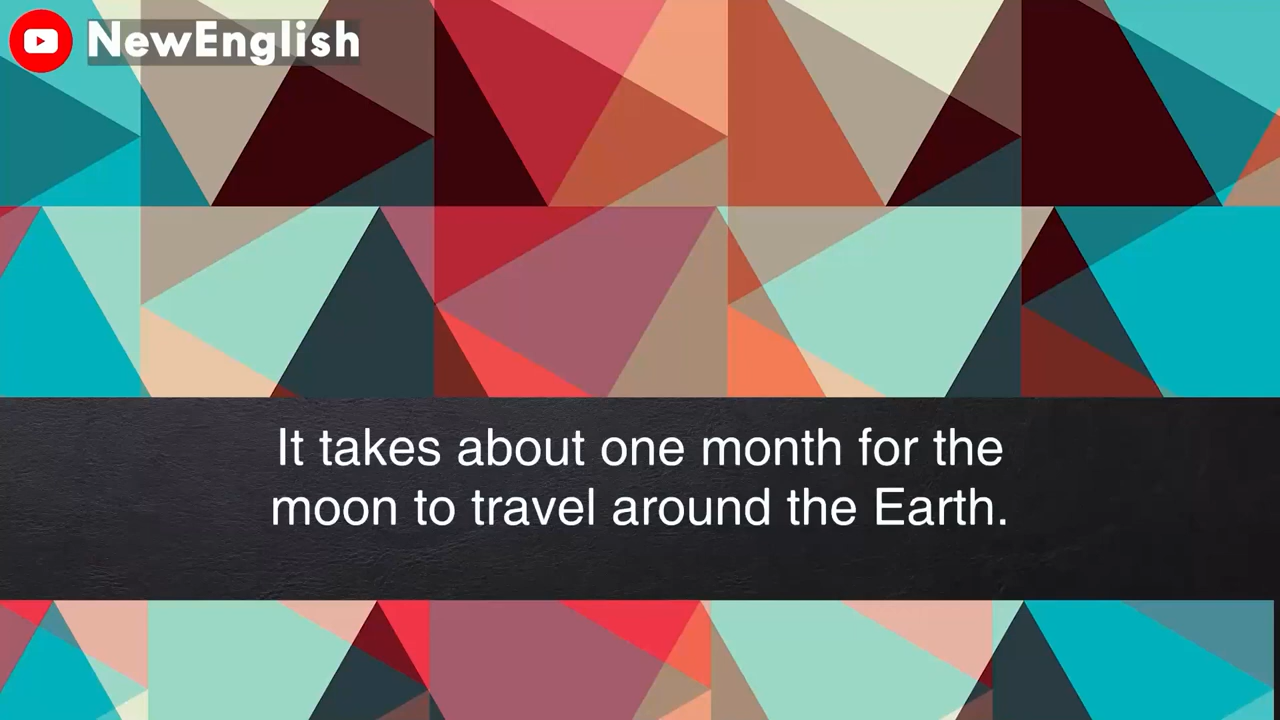 NewEnglish
It takes about one month for the
moon to travel around the Earth.